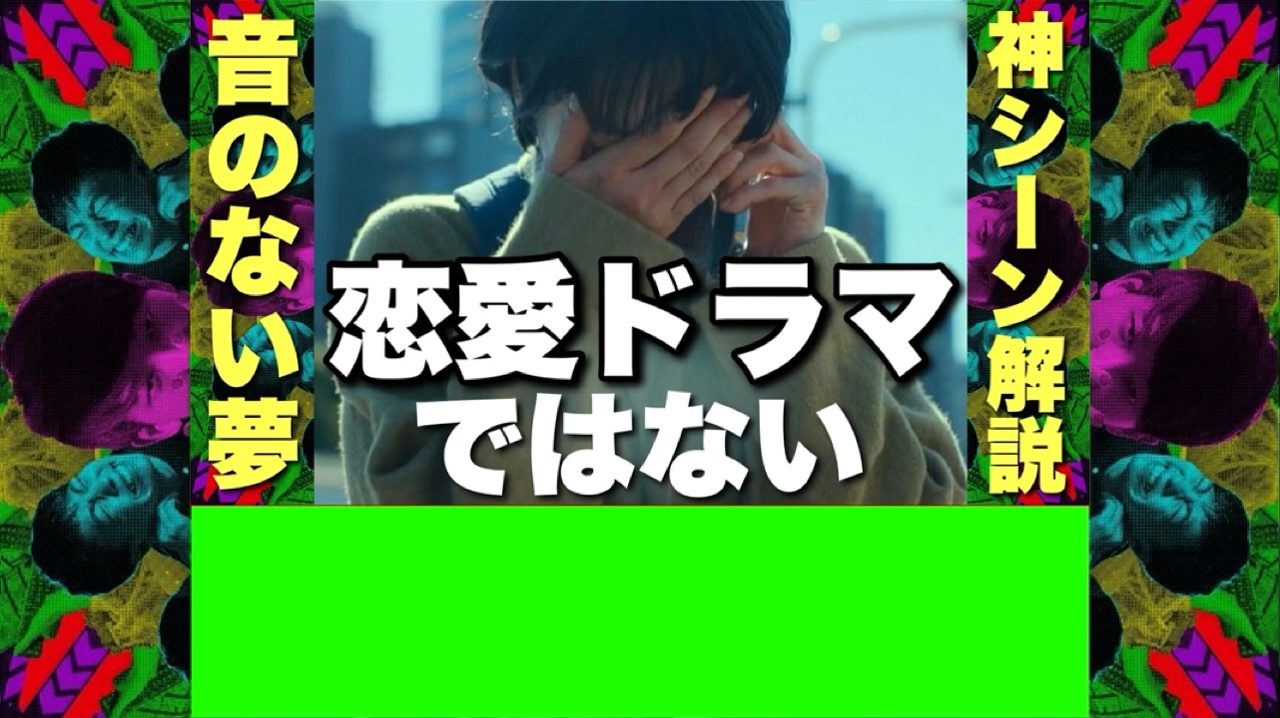 音のない夢
恋愛ドラマ
ではない
神シーン解説